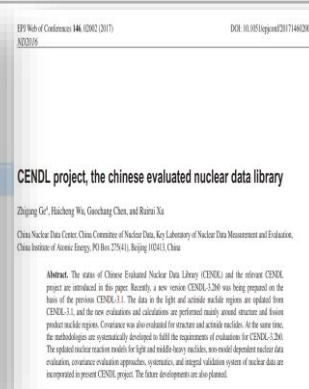 EPJ Web of Conferences 146, 02002 (2017) DOI: 10.1051/epjconf/201714602002
ND2016
CENDL project, the chinese evaluated nuclear data library
Zhigang Ge, Haicheng Wu, Guochang Chen, and Ruirui Xu
China Nuclear Data Center, China Committee of Nuclear Data, Key Laboratory of Nuclear Data Measurement and Evaluation,
China Institute of Atomic Energy, PO Box 275(41), Beijing 102413, China
Abstract. The status of Chinese Evaluated Nuclear Data Library (CENDL) and the relevant CENDL
project are introduced in this paper. Recently, a new version CENDL-3.2b0 was being prepared on the
basis of the previous CENDL-3.1. The data in the light and actinide nuclide regions are updated from
CENDL-3.1, and the new evaluations and calculations are performed mainly around structure and fission
product nuclide regions. Covariance was also evaluated for structure and actinide nuclides. At the same time,
the methodologies are systematically developed to fulfil the requirements of evaluations for CENDL-3.2b0.
The updated nuclear reaction models for light and middle-heavy nuclides, non-model dependent nuclear data
evaluation, covariance evaluation approaches, systematics, and integral validation system of nuclear data are
incorporated in present CENDL project. The future developments are also planned.